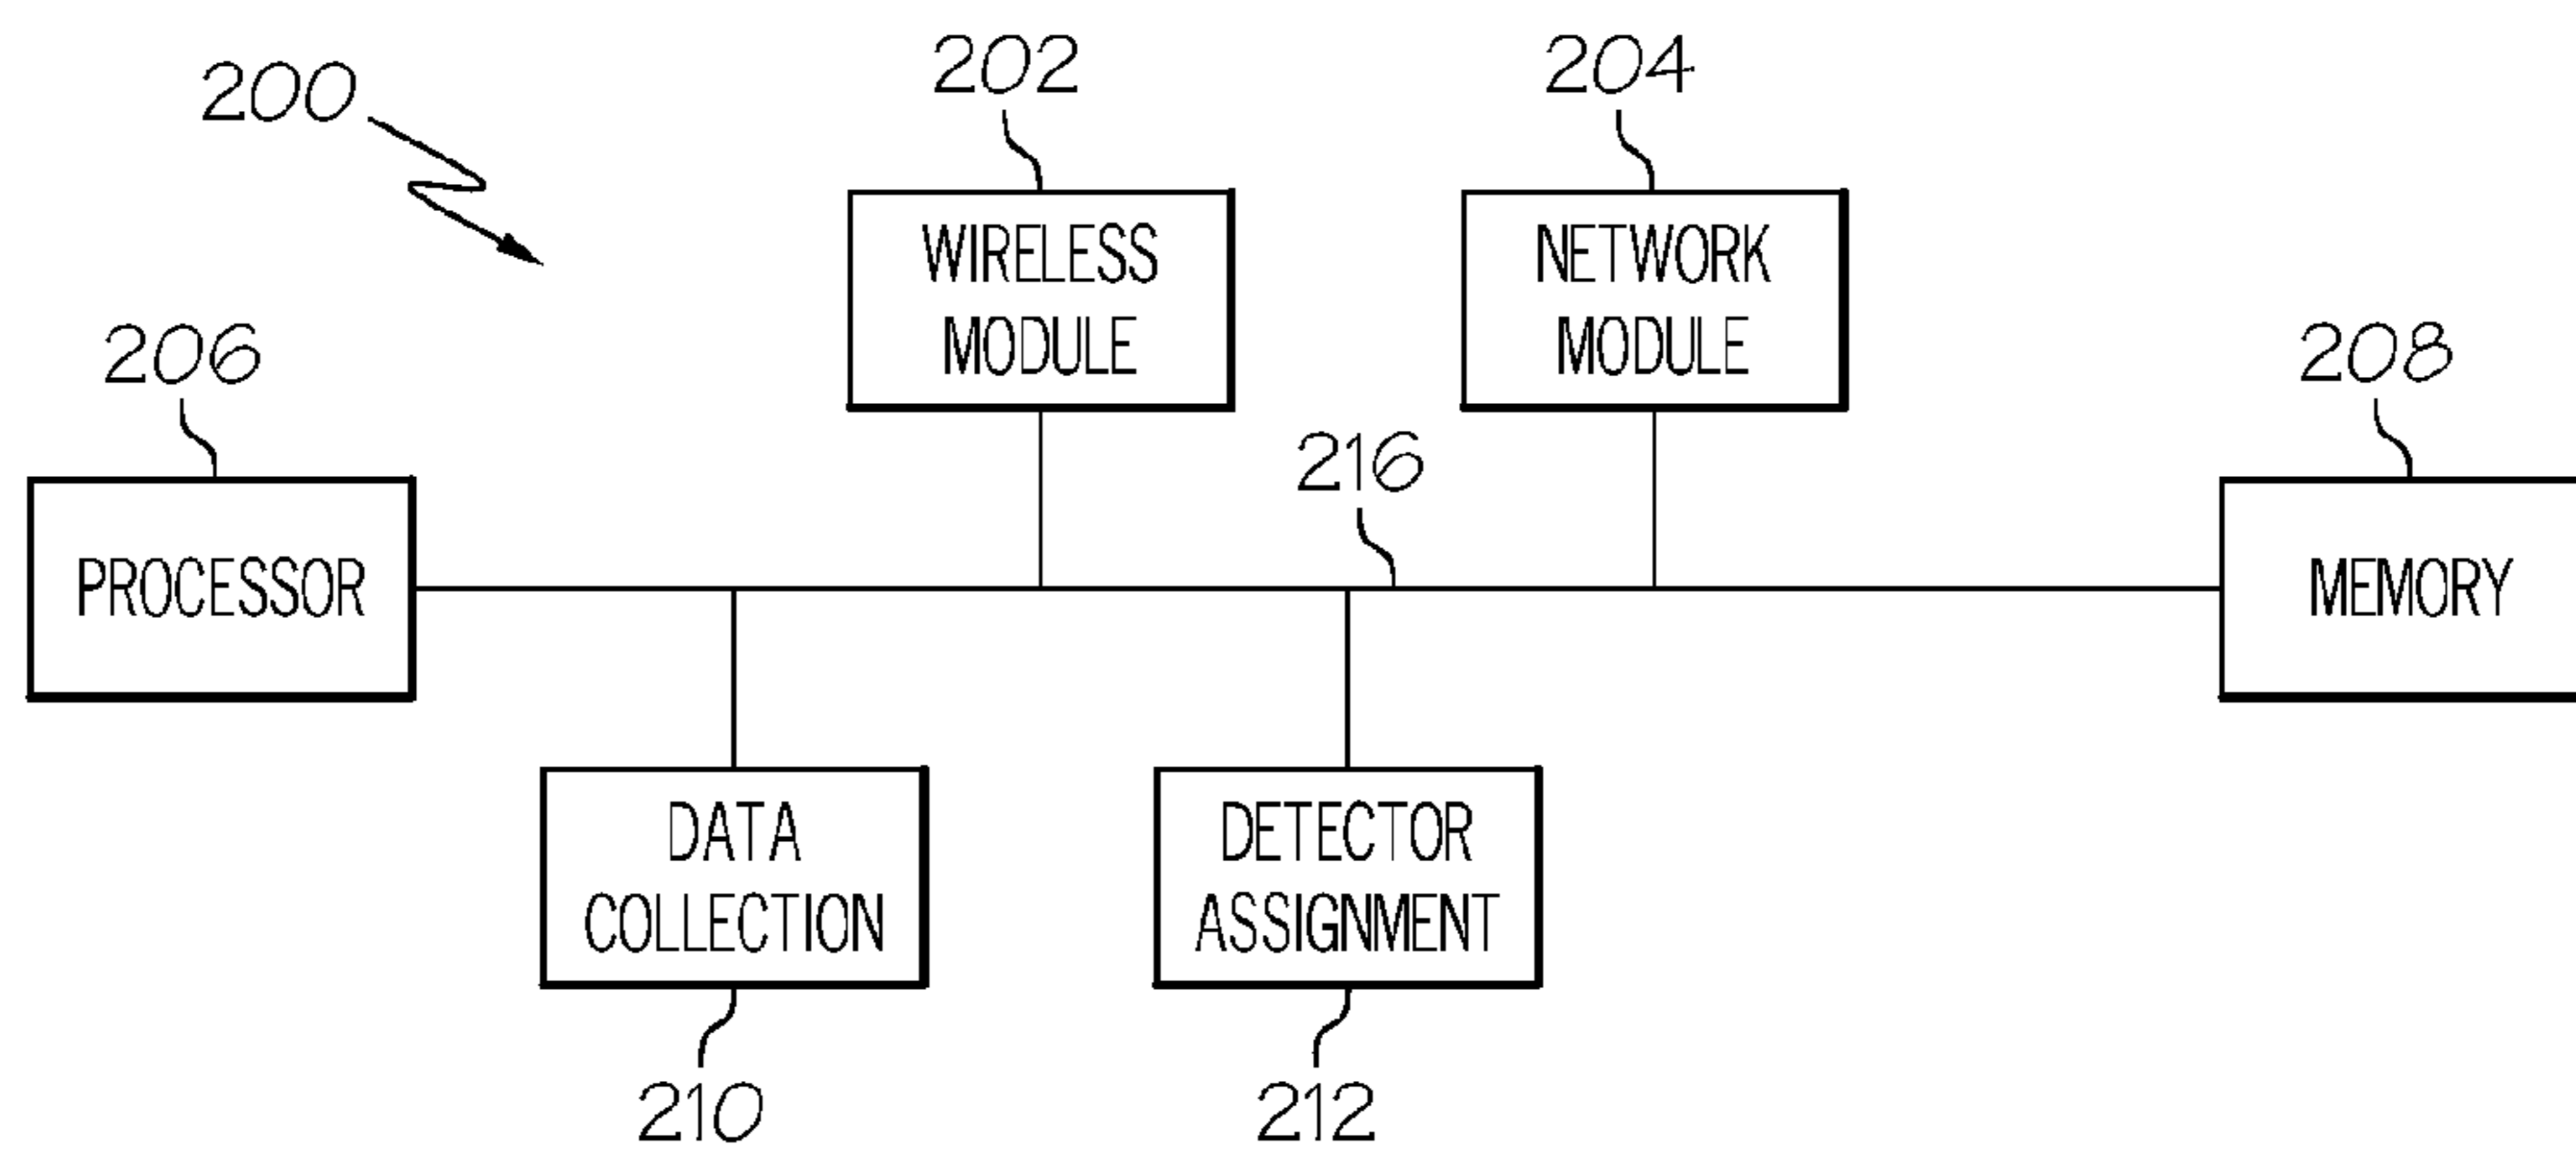 200
202
204
WIRELESS
MODULE
NETWORK
MODULE
206
208
216
PROCESSOR
MEMORY
DATA
COLLECTION
DETECTOR
ASSIGNMENT
210
212